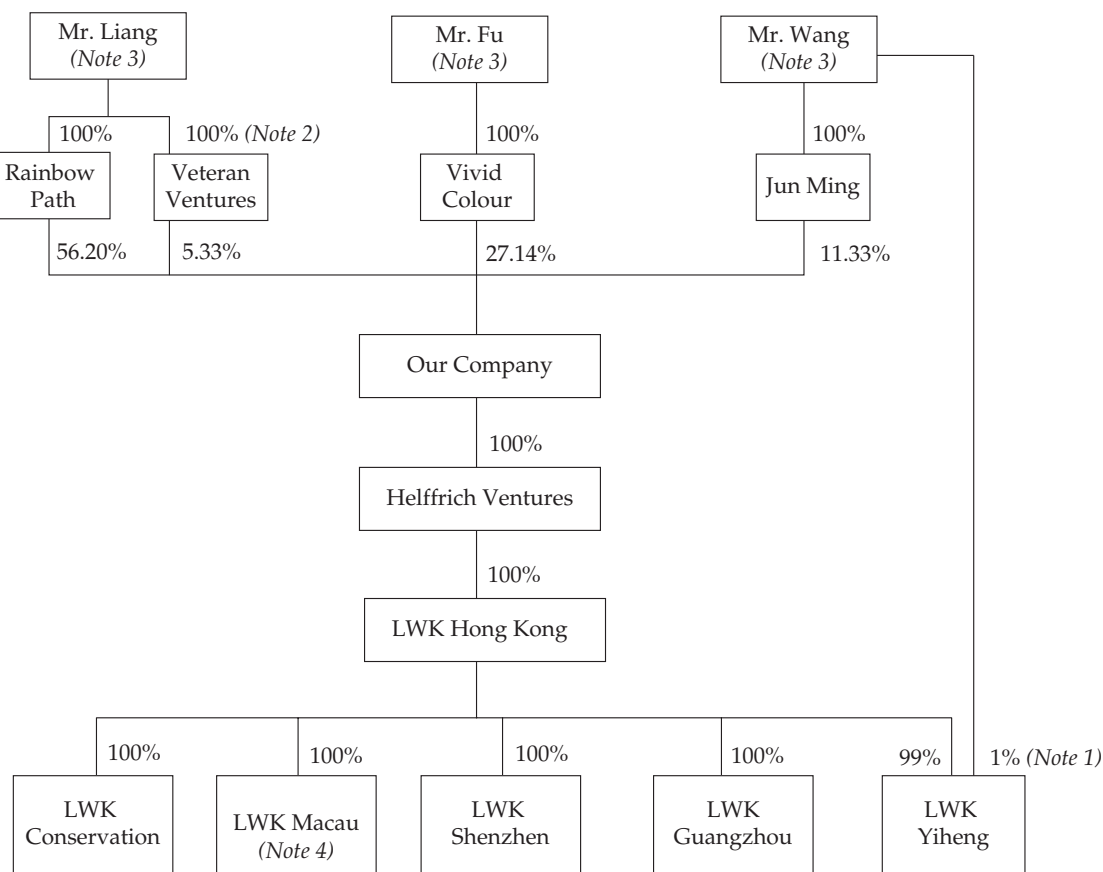 Mr. Liang
(Note 3)
Mr. Fu
(Note 3)
Mr. Wang
(Note 3)
100%
100% (Note 2)
100%
100%
Rainbow
Path
Veteran
Ventures
Vivid
Colour
Jun Ming
56.20%
5.33%
27.14%
11.33%
Our Company
100%
Helffrich Ventures
100%
LWK Hong Kong
100%
100%
100%
100%
99%
1% (Note 1)
LWK
Conservation
LWK Macau
(Note 4)
LWK
Shenzhen
LWK
Guangzhou
LWK
Yiheng